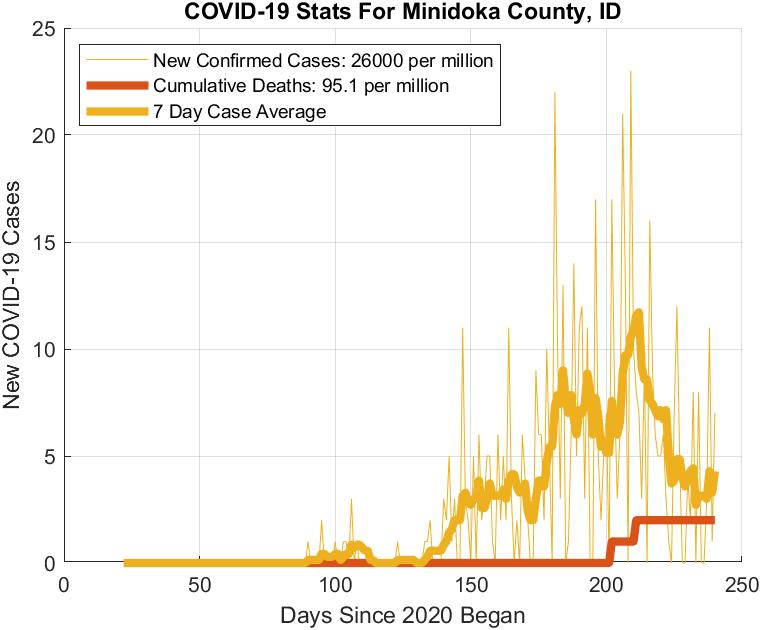 COVID-19 Stats For Minidoka County, ID
25
New Confirmed Cases: 26000 per million
Cumulative Deaths: 95.1 per million
7 Day Case Average
20
15
10
5
0
New COVID-19 Cases
0 50 100 150 200 250
Days Since 2020 Began